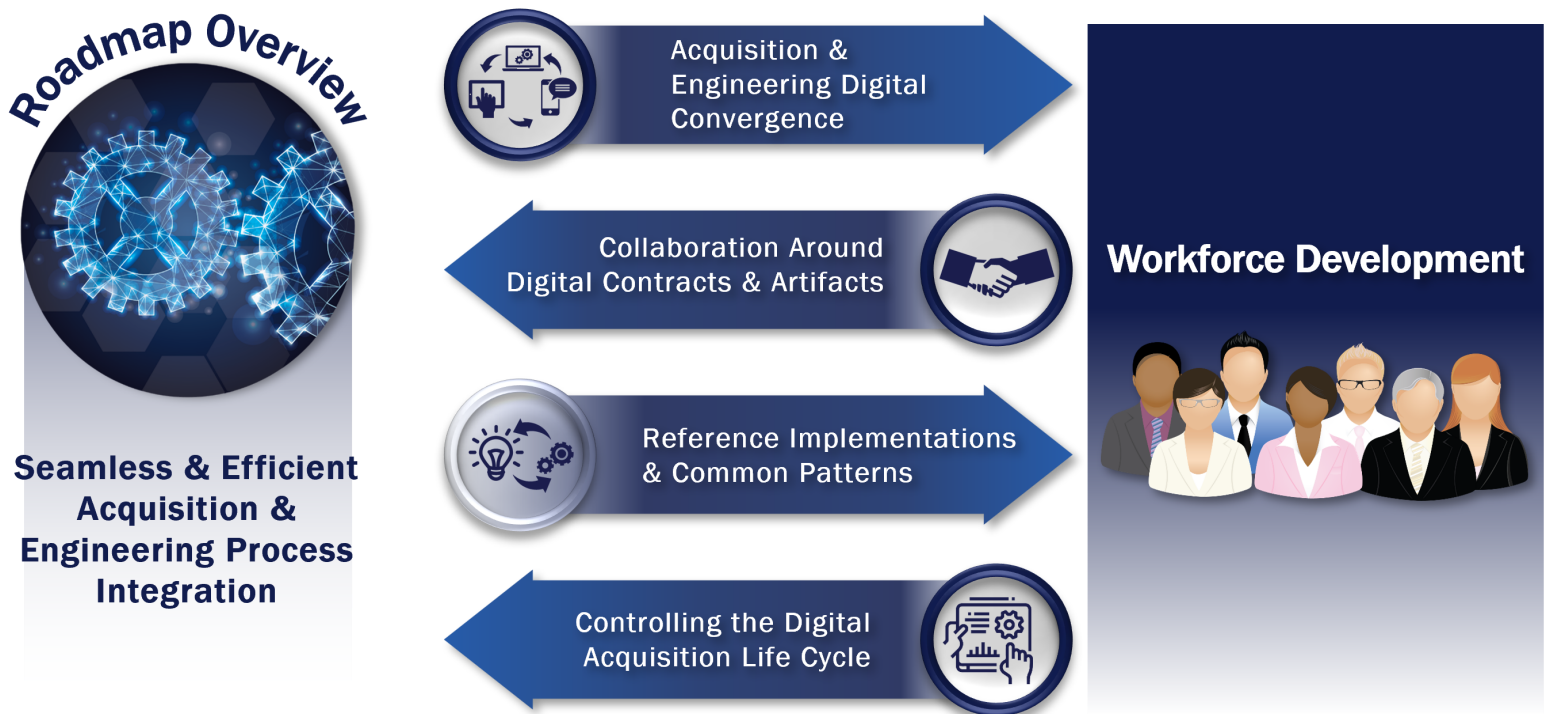 Roadmap Overview
Seamless & Efficient
Acquisition &
Engineering Process
Integration
Acquisition &
Engineering Digital
Convergence
Collaboration Around
Digital Contracts & Artifacts
Reference Implementations
& Common Patterns
Controlling the Digital
Acquisition Life Cycle
Workforce Development